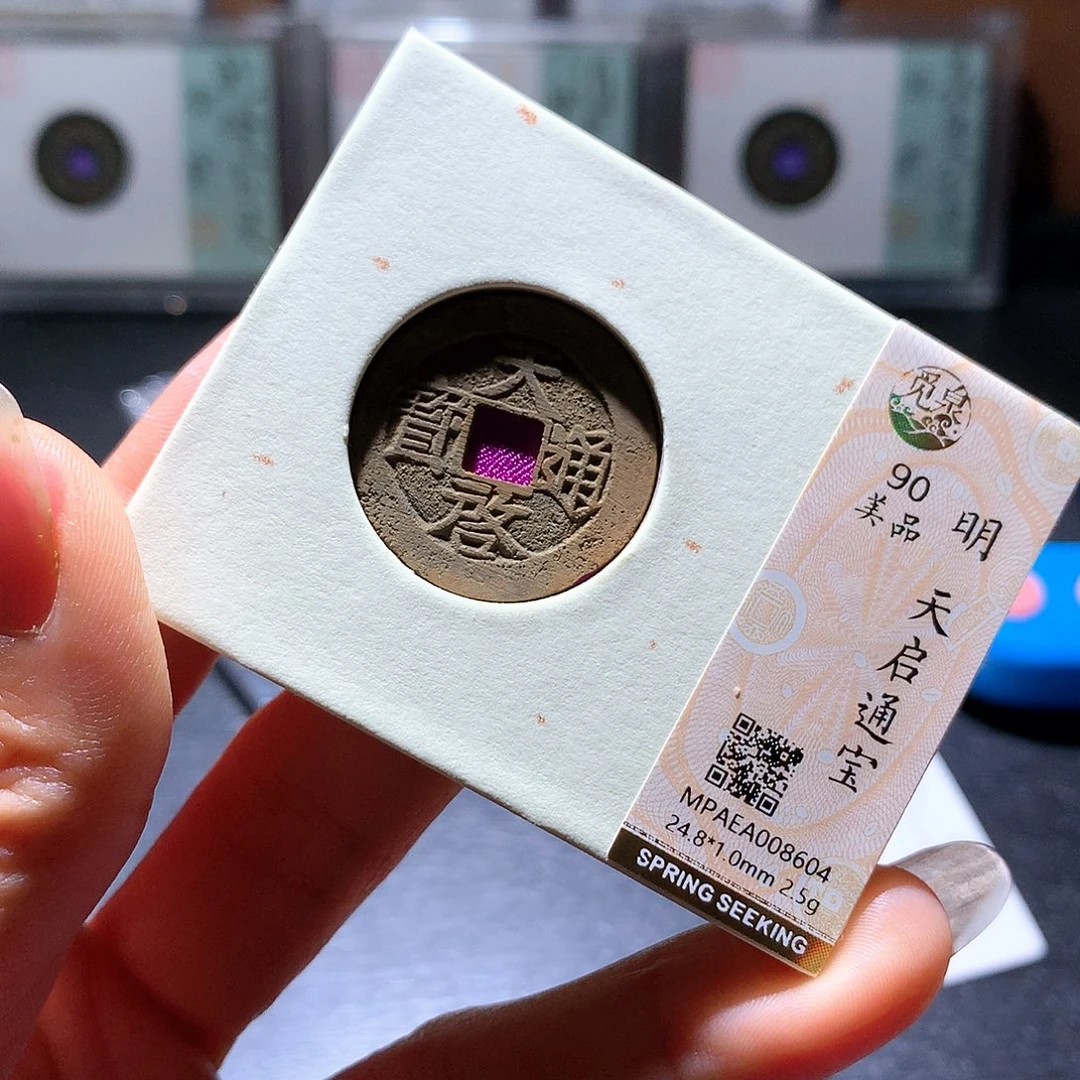 天啓通寶
觅泉
90
美品
明
天启通宝
MPAEA008604
24.8*1.0mm 2.5g
SPRING SEEKING